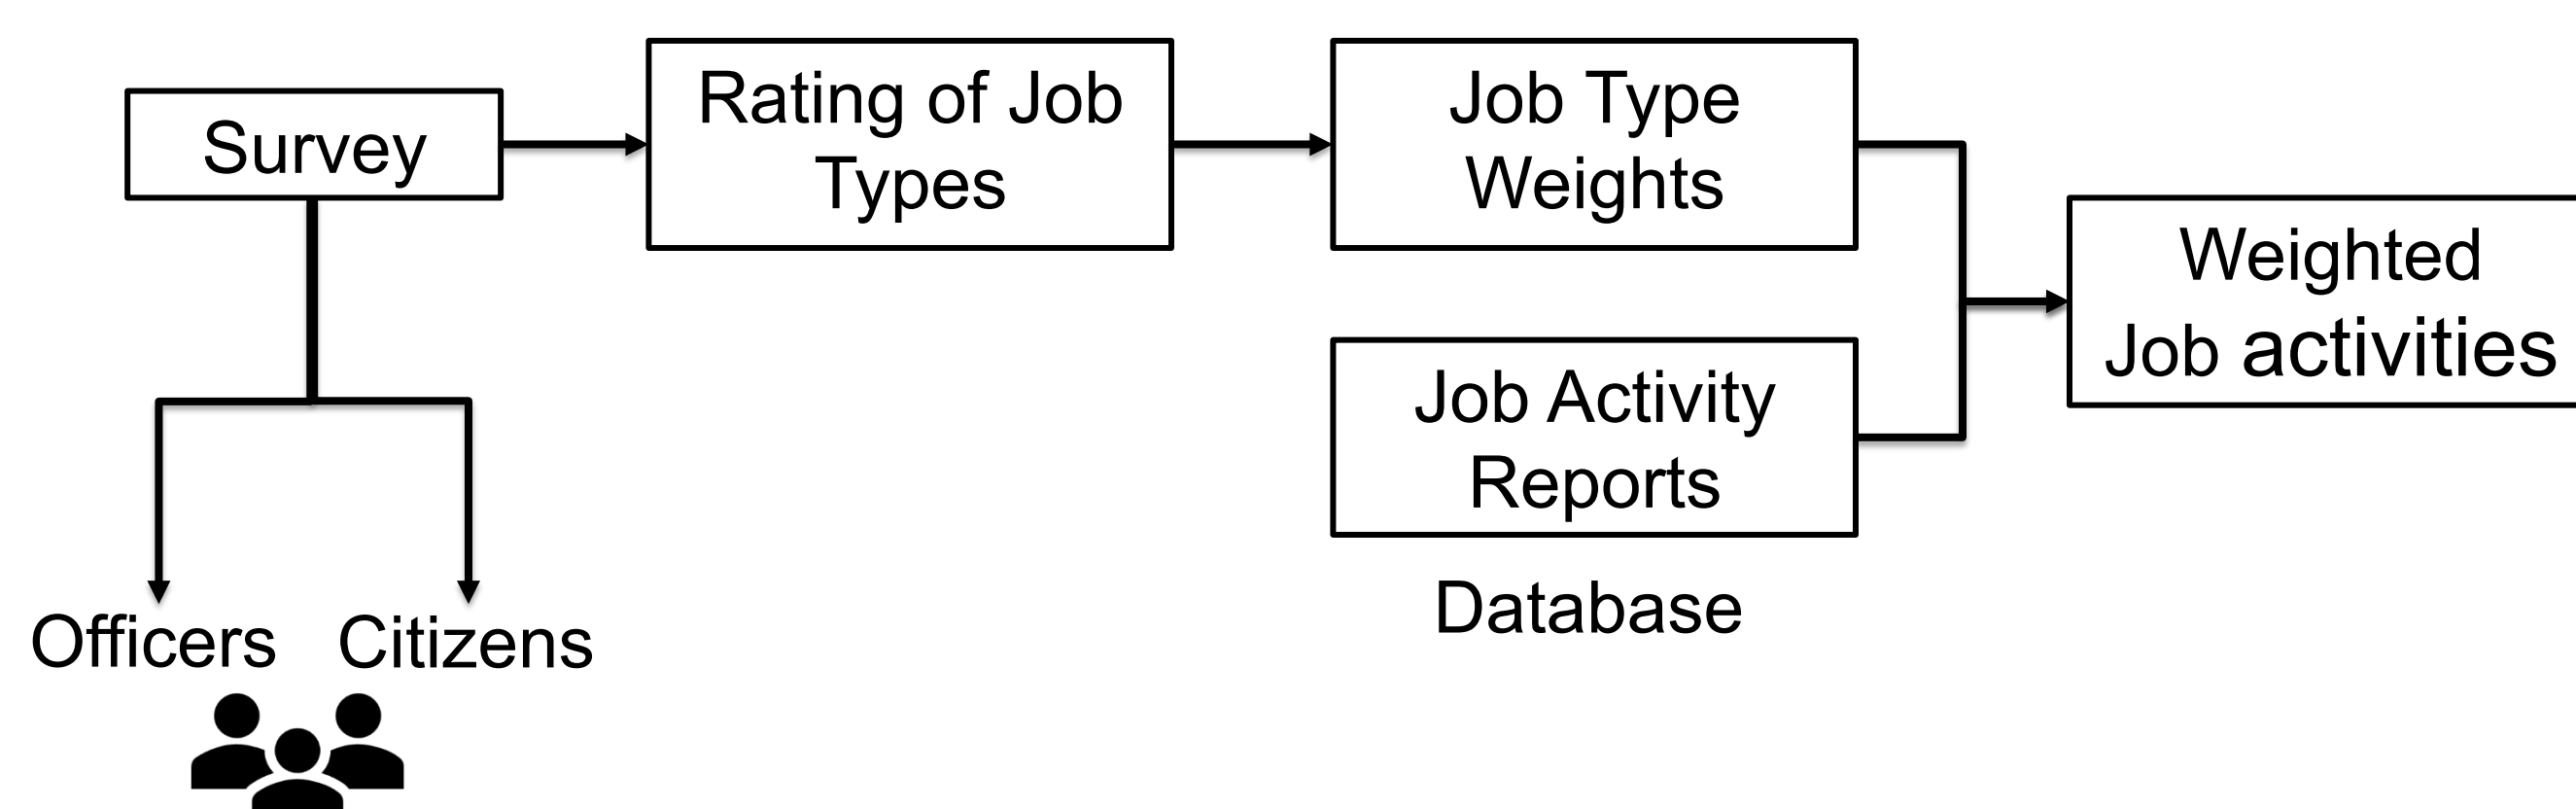 Survey
Rating of Job
Types
Job Type
Weights
Weighted
Job activities
Job Activity
Reports
Database
Officers
Citizens